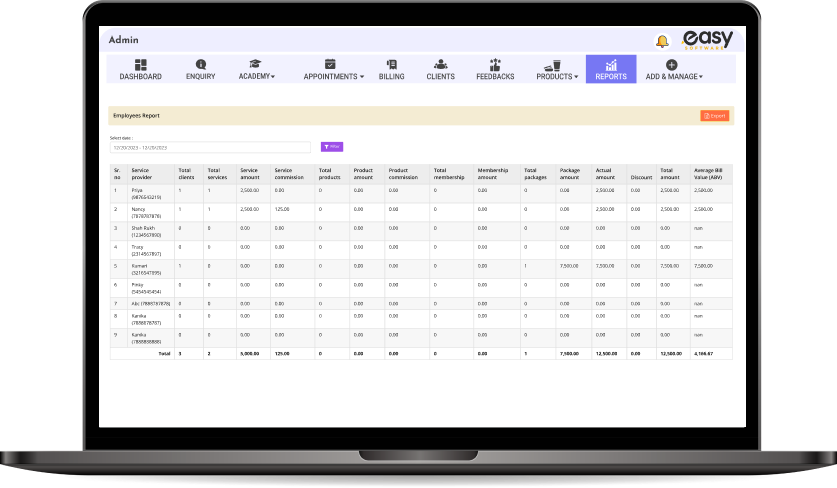 Admin
easy
SOFTWARE
DASHBOARD ENQUIRY ACADEMY APPOINTMENTS BILLING CLIENTS FEEDBACKS PRODUCTS REPORTS ADD & MANAGE
Employees Report Export
Select date :
12/20/2023 - 12/20/2023 Filter
Sr. no Service provider Total clients Total services Service amount Service commission Total products Product amount Product commission Total membership Membership amount Total packages Package amount Actual amount Discount Total amount Average Bill Value (ABV)
1 Priya (9876543219) 1 1 2,500.00 0.00 0 0.00 0.00 0 0.00 0 0.00 2,500.00 0.00 2,500.00 2,500.00
2 Nancy (7878787878) 1 1 2,500.00 125.00 0 0.00 0.00 0 0.00 0 0.00 2,500.00 0.00 2,500.00 2,500.00
3 Shah Rukh (1234567890) 0 0 0.00 0.00 0 0.00 0.00 0 0.00 0 0.00 0.00 0.00 0.00 nan
4 Tracy (2314567897) 0 0 0.00 0.00 0 0.00 0.00 0 0.00 0 0.00 0.00 0.00 0.00 nan
5 Kumari (3216547895) 1 0 0.00 0.00 0 0.00 0.00 0 0.00 1 7,500.00 7,500.00 0.00 7,500.00 7,500.00
6 Pinky (5454545454) 0 0 0.00 0.00 0 0.00 0.00 0 0.00 0 0.00 0.00 0.00 0.00 nan
7 Abc (7888787878) 0 0 0.00 0.00 0 0.00 0.00 0 0.00 0 0.00 0.00 0.00 0.00 nan
8 Kanika (7888878787) 0 0 0.00 0.00 0 0.00 0.00 0 0.00 0 0.00 0.00 0.00 0.00 nan
9 Kanika (7888888888) 0 0 0.00 0.00 0 0.00 0.00 0 0.00 0 0.00 0.00 0.00 0.00 nan
Total 3 2 5,000.00 125.00 0 0.00 0.00 0 0.00 1 7,500.00 12,500.00 0.00 12,500.00 4,166.67